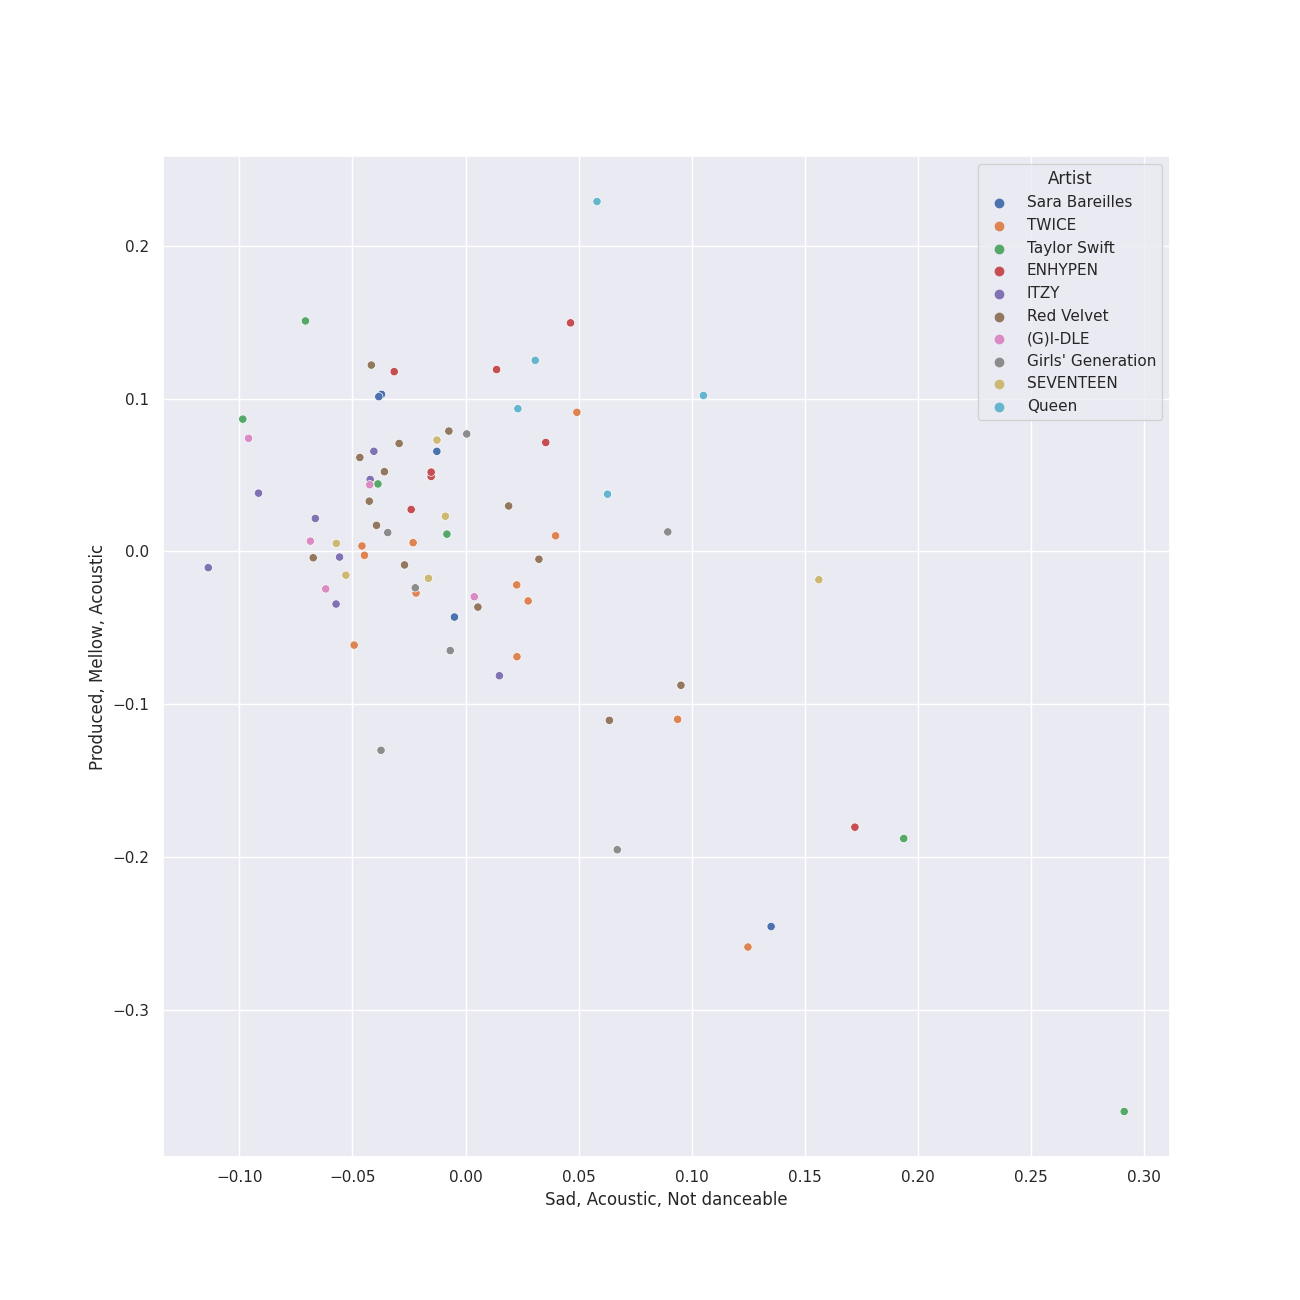 Artist
Sara Bareilles
TWICE
Taylor Swift
ENHYPEN
ITZY
Red Velvet
(G)I-DLE
Girls' Generation
SEVENTEEN
Queen
0.2
0.1
0.0
−0.1
−0.2
−0.3
Produced, Mellow, Acoustic
−0.10 −0.05 0.00 0.05 0.10 0.15 0.20 0.25 0.30
Sad, Acoustic, Not danceable